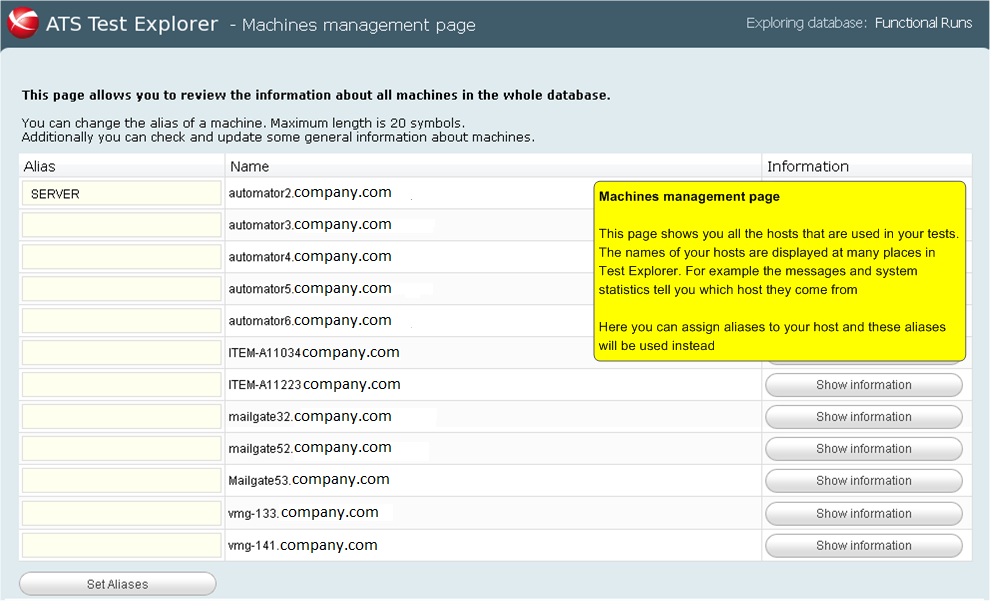 ATS Test Explorer - Machines management page
Exploring database: Functional Runs
This page allows you to review the information about all machines in the whole database.
You can change the alias of a machine. Maximum length is 20 symbols.
Additionally you can check and update some general information about machines.
Alias Name Information
SERVER automator2.company.com
automator3.company.com
automator4.company.com
automator5.company.com
automator6.company.com
ITEM-A11034company.com
ITEM-A11223company.com Show information
mailgate32.company.com Show information
mailgate52.company.com Show information
Mailgate53.company.com Show information
vmg-133.company.com Show information
vmg-141.company.com Show information
Machines management page
This page shows you all the hosts that are used in your tests.
The names of your hosts are displayed at many places in
Test Explorer. For example the messages and system
statistics tell you which host they come from
Here you can assign aliases to your host and these aliases
will be used instead
Set Aliases